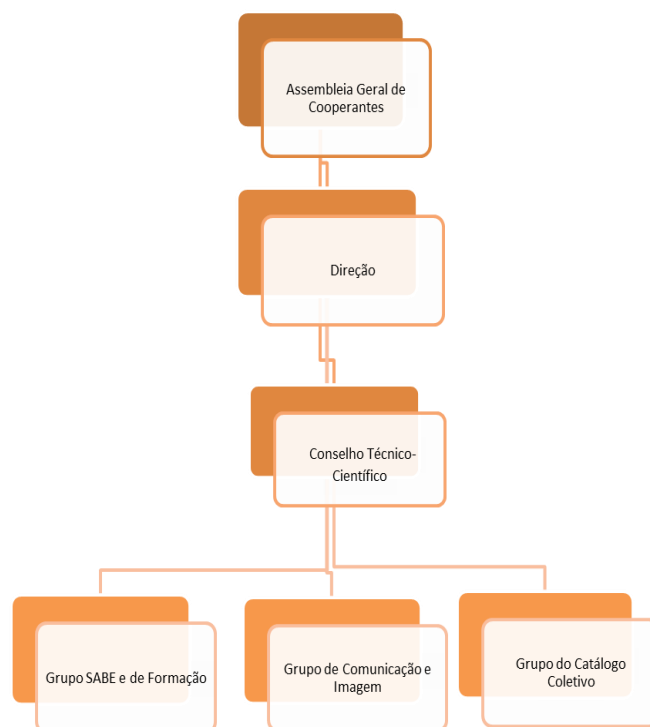 Assembleia Geral de
Cooperantes
Direção
Conselho Técnico-
Científico
Grupo SABE e de Formação
Grupo de Comunicação e
Imagem
Grupo do Catálogo
Coletivo